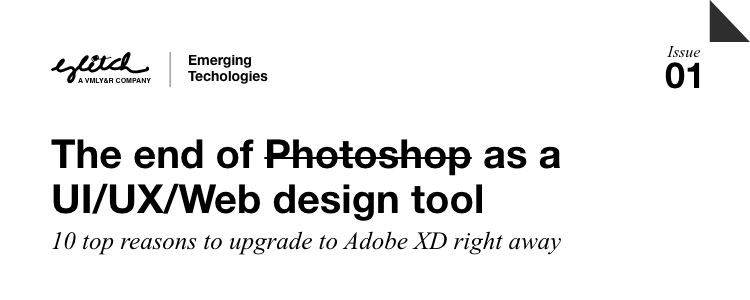 glitch
A VMLY&R COMPANY
Emerging
Techologies
Issue
01
The end of Photoshop as a
UI/UX/Web design tool
10 top reasons to upgrade to Adobe XD right away